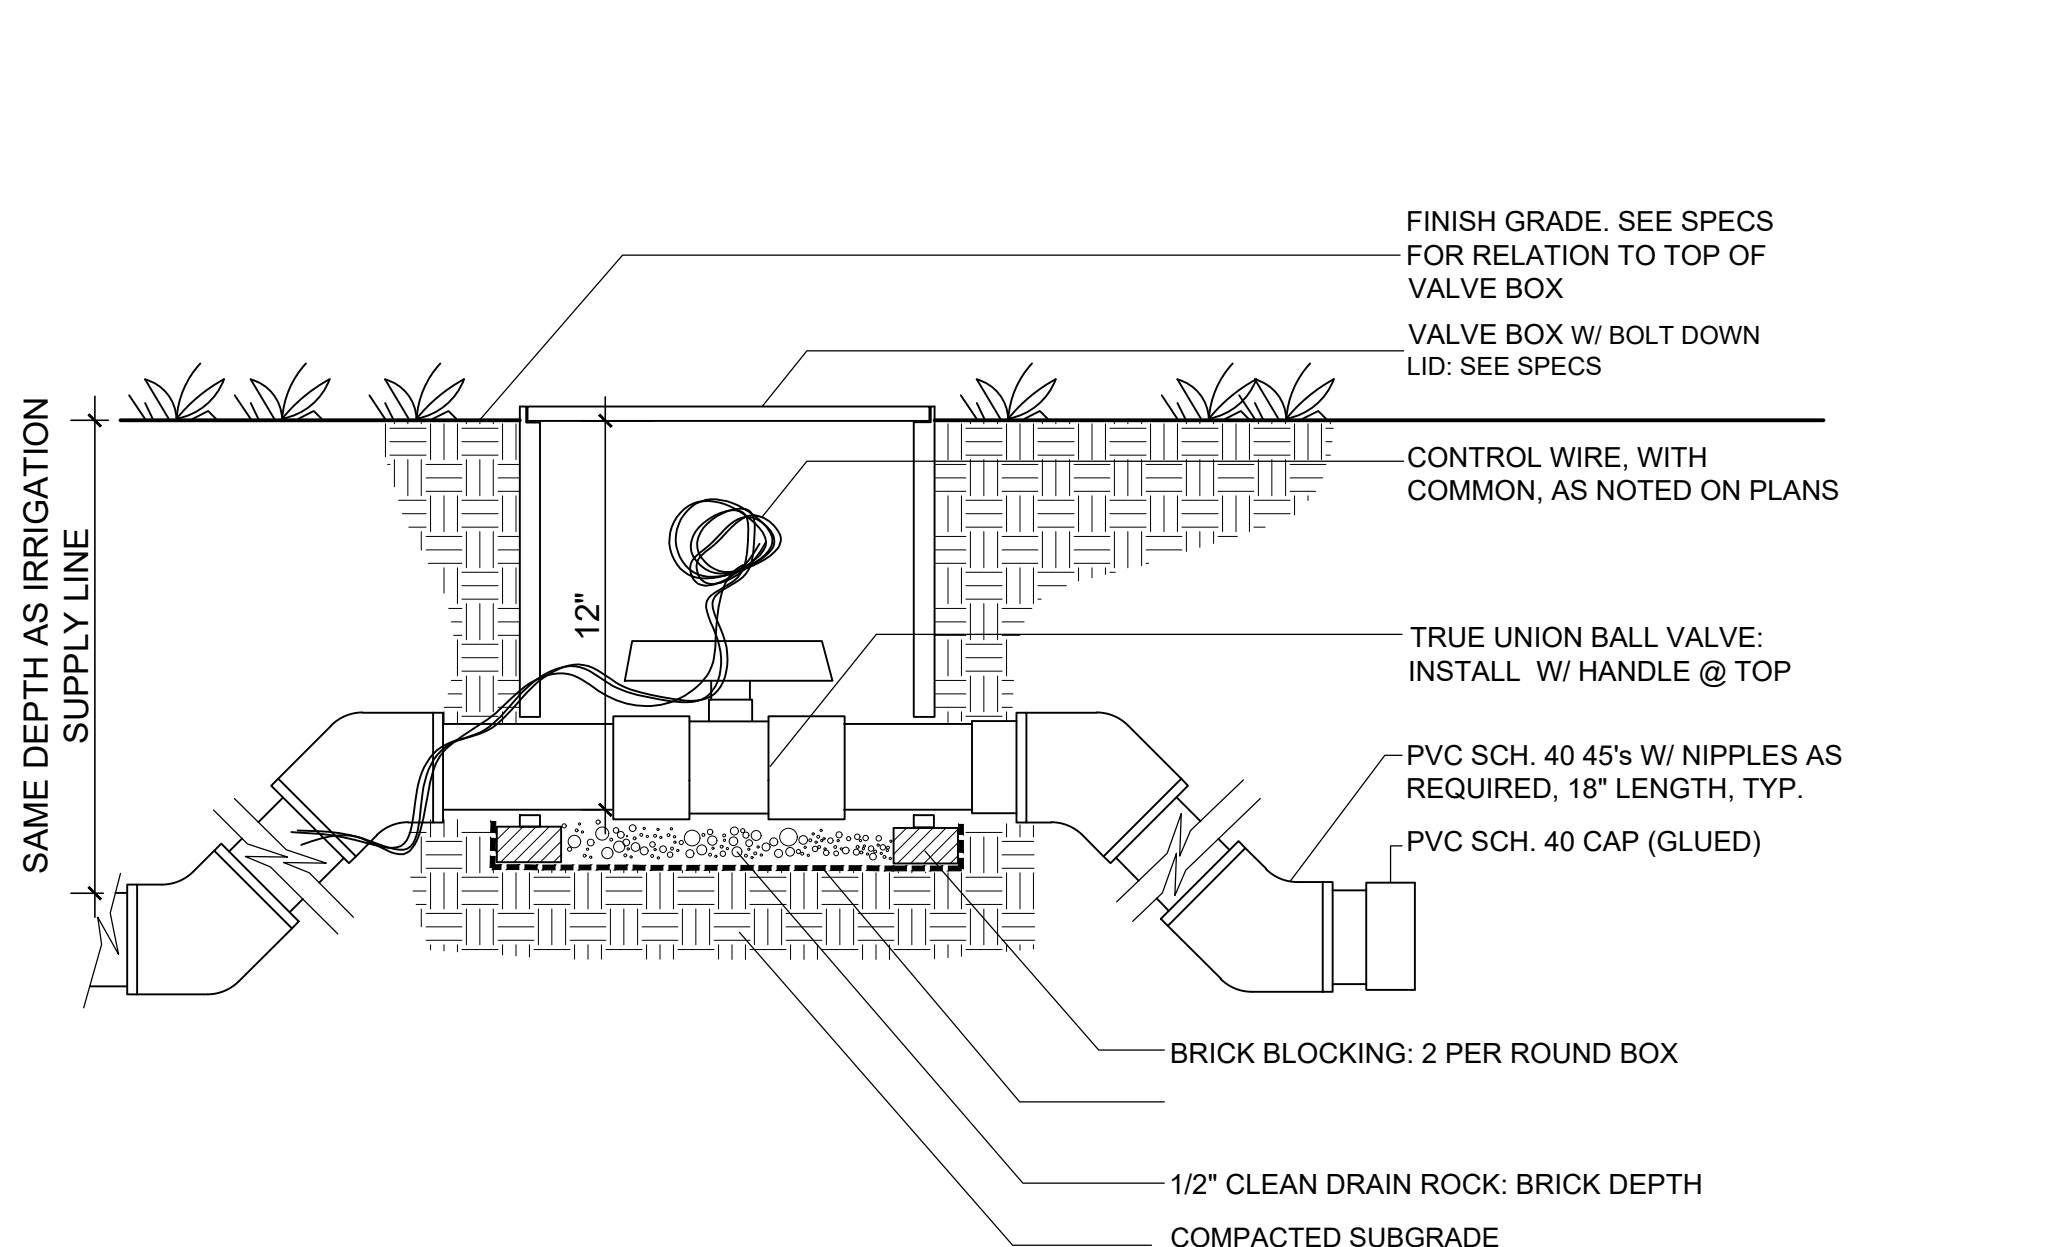 FINISH GRADE. SEE SPECS
FOR RELATION TO TOP OF
VALVE BOX
VALVE BOX W/ BOLT DOWN
LID: SEE SPECS
CONTROL WIRE, WITH
COMMON, AS NOTED ON PLANS
SAME DEPTH AS IRRIGATION
SUPPLY LINE
12"
TRUE UNION BALL VALVE:
INSTALL W/ HANDLE @ TOP
PVC SCH. 40 45's W/ NIPPLES AS
REQUIRED, 18" LENGTH, TYP.
PVC SCH. 40 CAP (GLUED)
BRICK BLOCKING: 2 PER ROUND BOX
1/2" CLEAN DRAIN ROCK: BRICK DEPTH
COMPACTED SUBGRADE